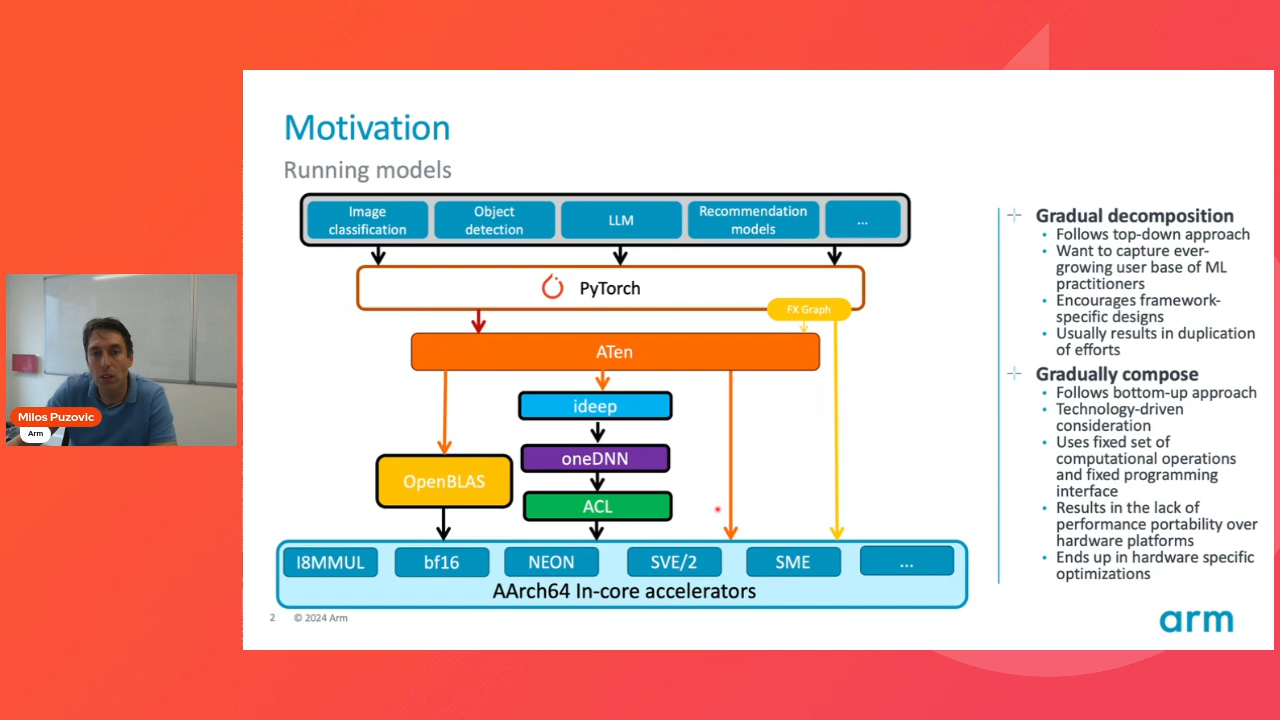 Motivation
Running models
Image
classification
Object
detection
LLM
Recommendation
models
...
PyTorch
FX Graph
ATen
ideep
oneDNN
OpenBLAS
ACL
I8MMUL
bf16
NEON
SVE/2
SME
...
AArch64 In-core accelerators
Gradual decomposition
• Follows top-down approach
• Want to capture ever-
growing user base of ML
practitioners
• Encourages framework-
specific designs
• Usually results in duplication
of efforts
Gradually compose
• Follows bottom-up approach
• Technology-driven
consideration
• Uses fixed set of
computational operations
and fixed programming
interface
• Results in the lack of
performance portability over
hardware platforms
• Ends up in hardware specific
optimizations
2 © 2024 Arm
arm
Milos Puzovic
Arm